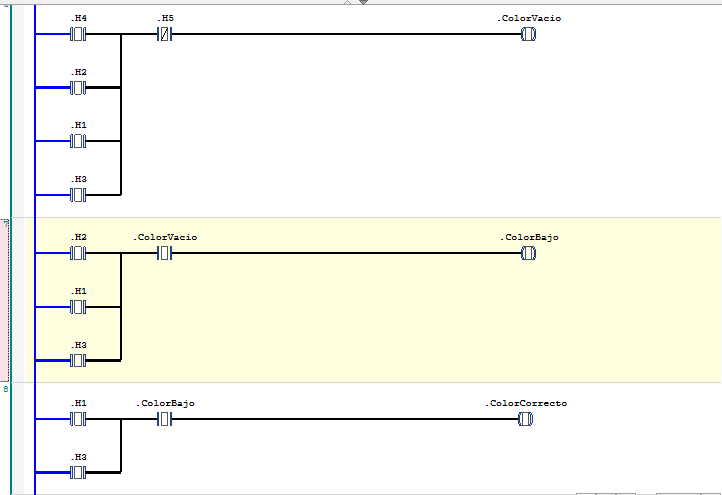 .H4 .H5 .ColorVacio
.H2
.H1
.H3
.H2 .ColorVacio .ColorBajo
.H1
.H3
8
.H1 .ColorBajo .ColorCorrecto
.H3